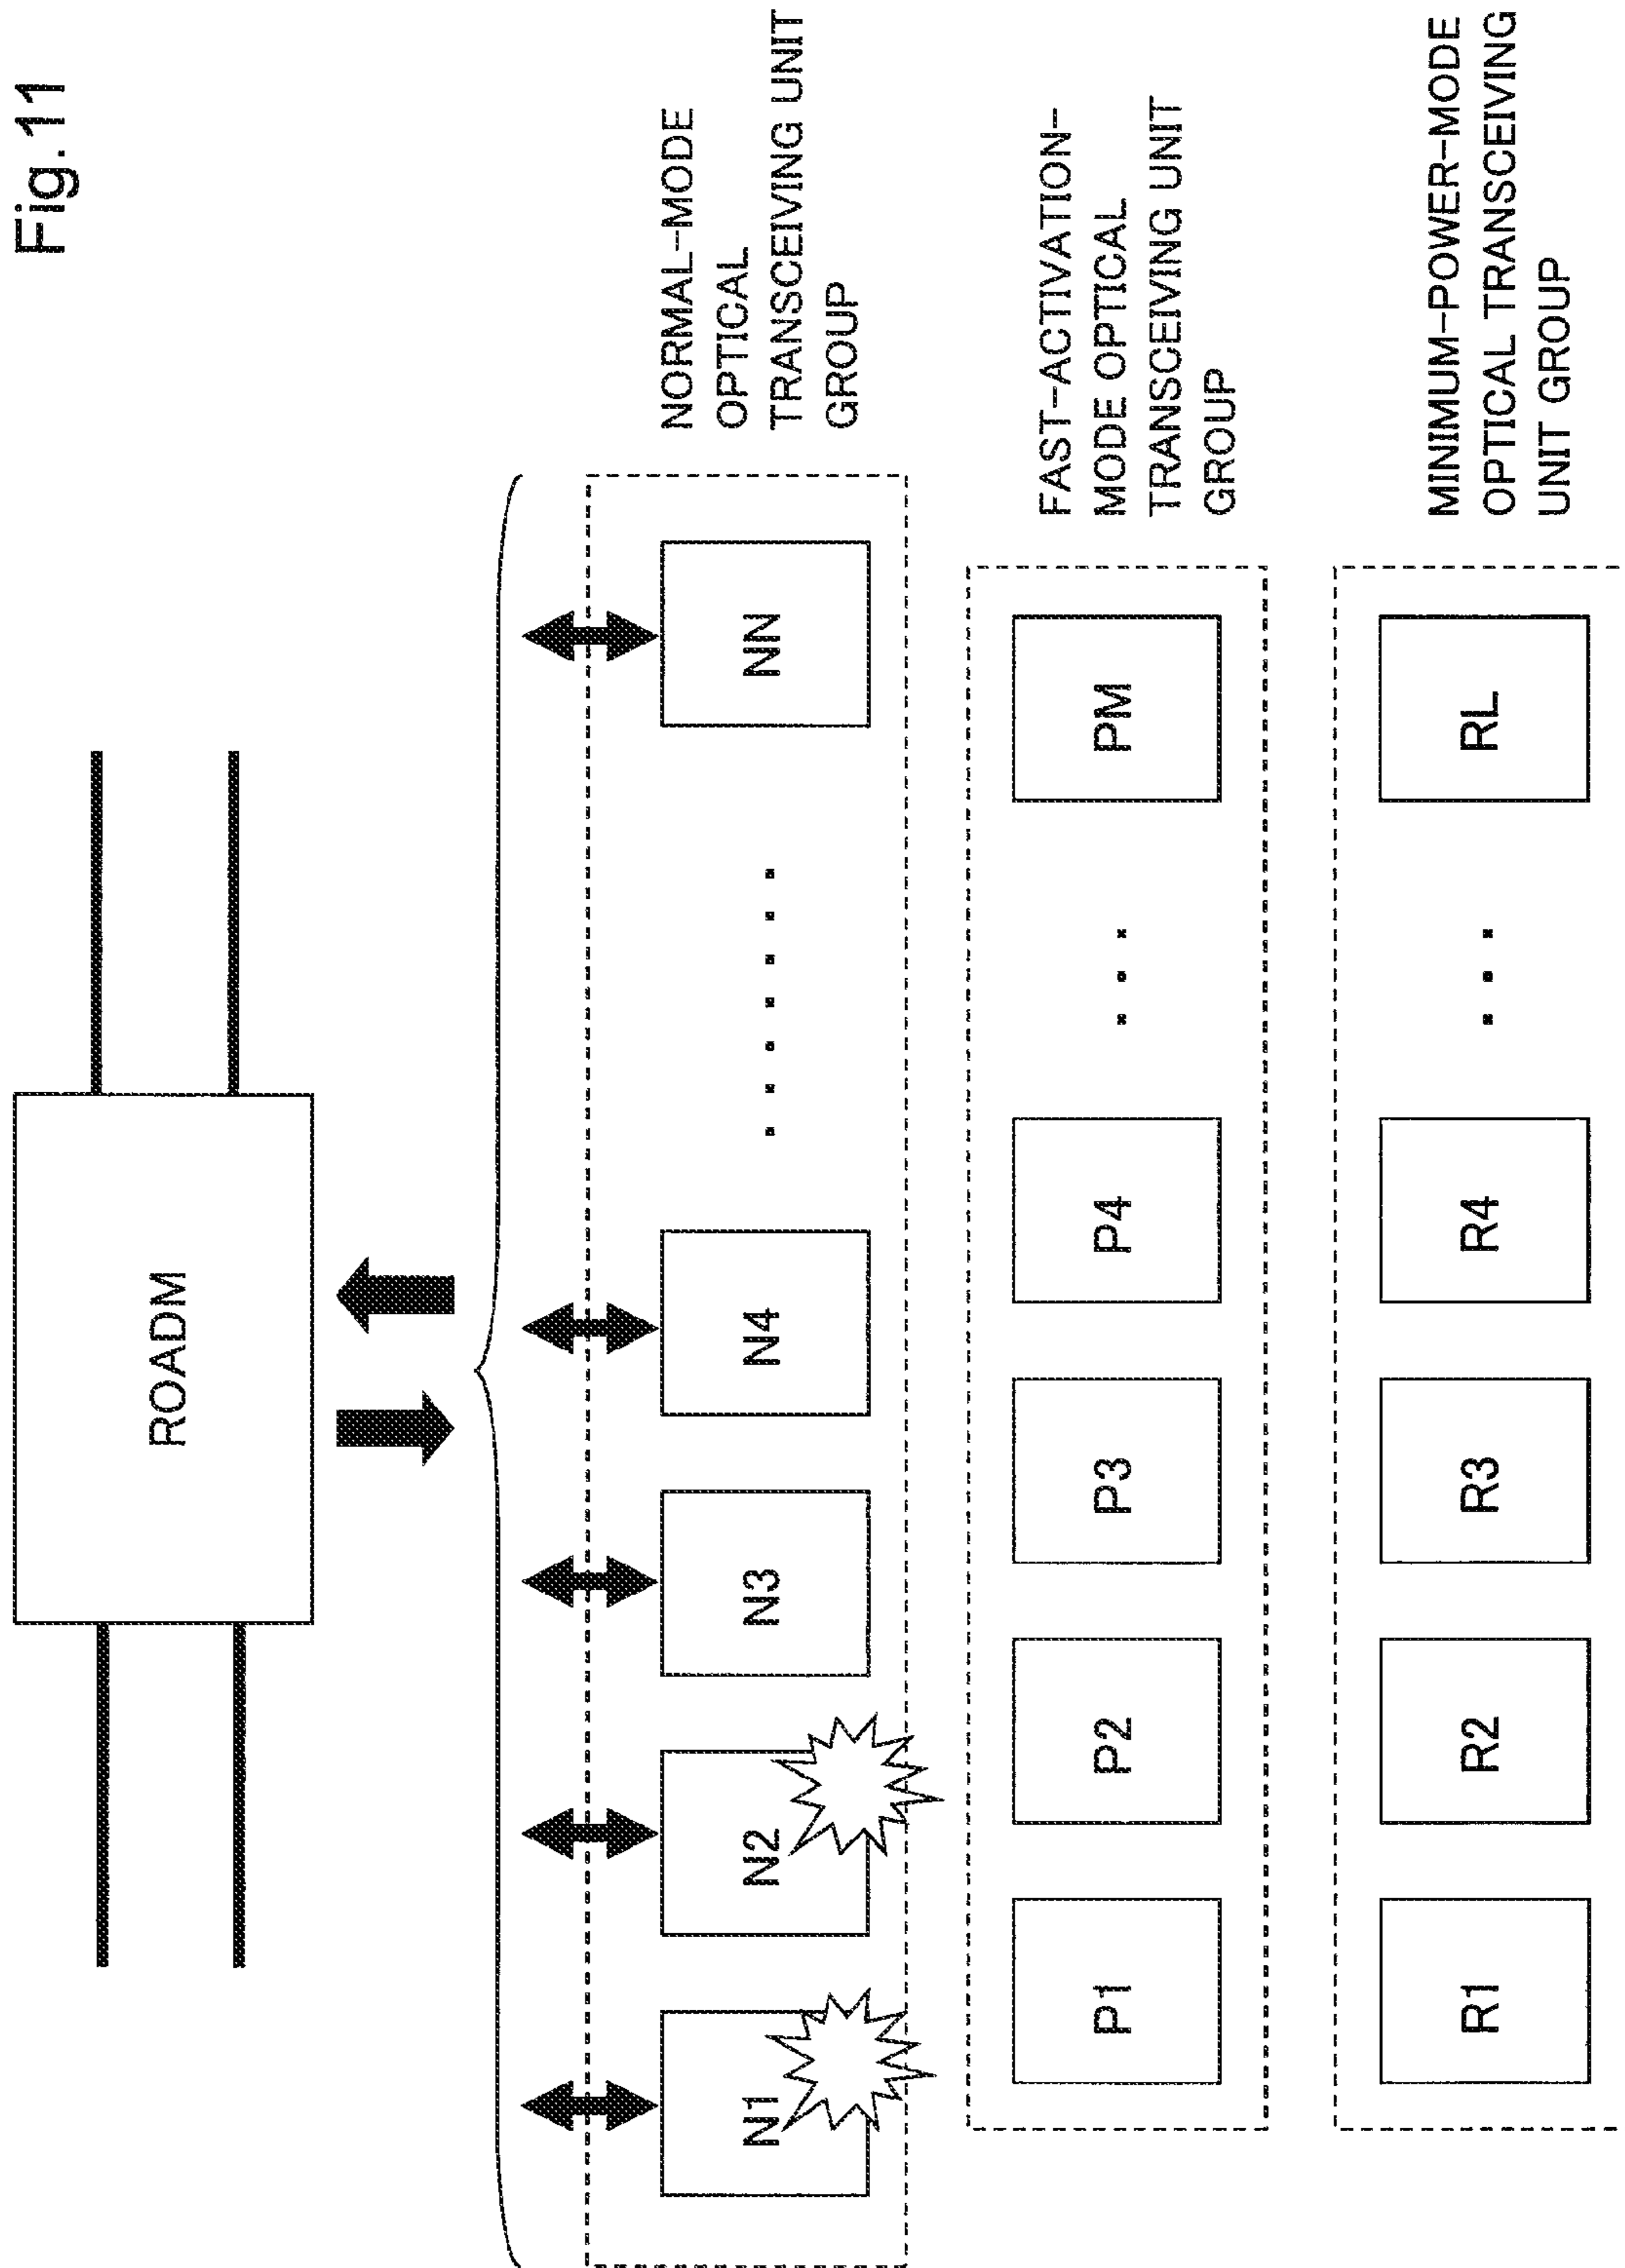 Fig.11
ROADM
N1
N2
N3
N4
NN
NORMAL-MODE
OPTICAL
TRANSCEIVING UNIT
GROUP
P1
P2
P3
P4
PM
FAST-ACTIVATION-
MODE OPTICAL
TRANSCEIVING UNIT
GROUP
R1
R2
R3
R4
RL
MINIMUM-POWER-MODE
OPTICAL TRANSCEIVING
UNIT GROUP